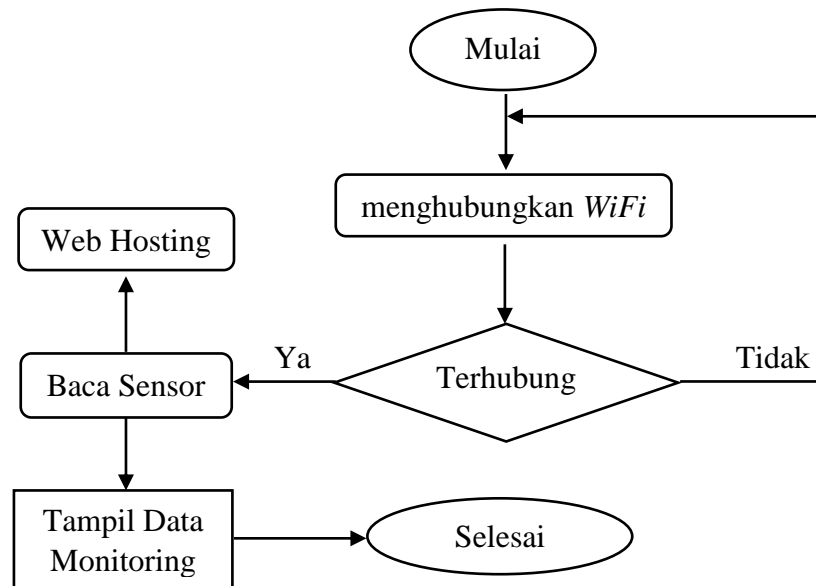 Mulai
menghubungkan WiFi
Web Hosting
Terhubung
Ya
Tidak
Baca Sensor
Tampil Data
Monitoring
Selesai